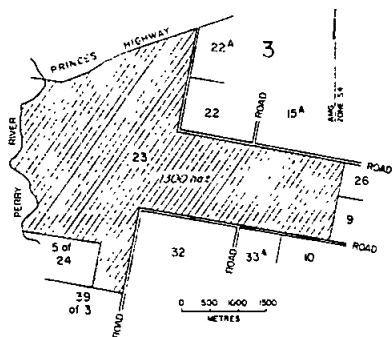 PRINCES HIGHWAY
22A
3
AMG
ZONE 54
22
15A
ROAD
PERRY RIVER
23
1300 ha±
ROAD
26
9
5 of
24
32
33A
10
ROAD
ROAD
39
of 3
ROAD
0 500 1000 1500
METRES